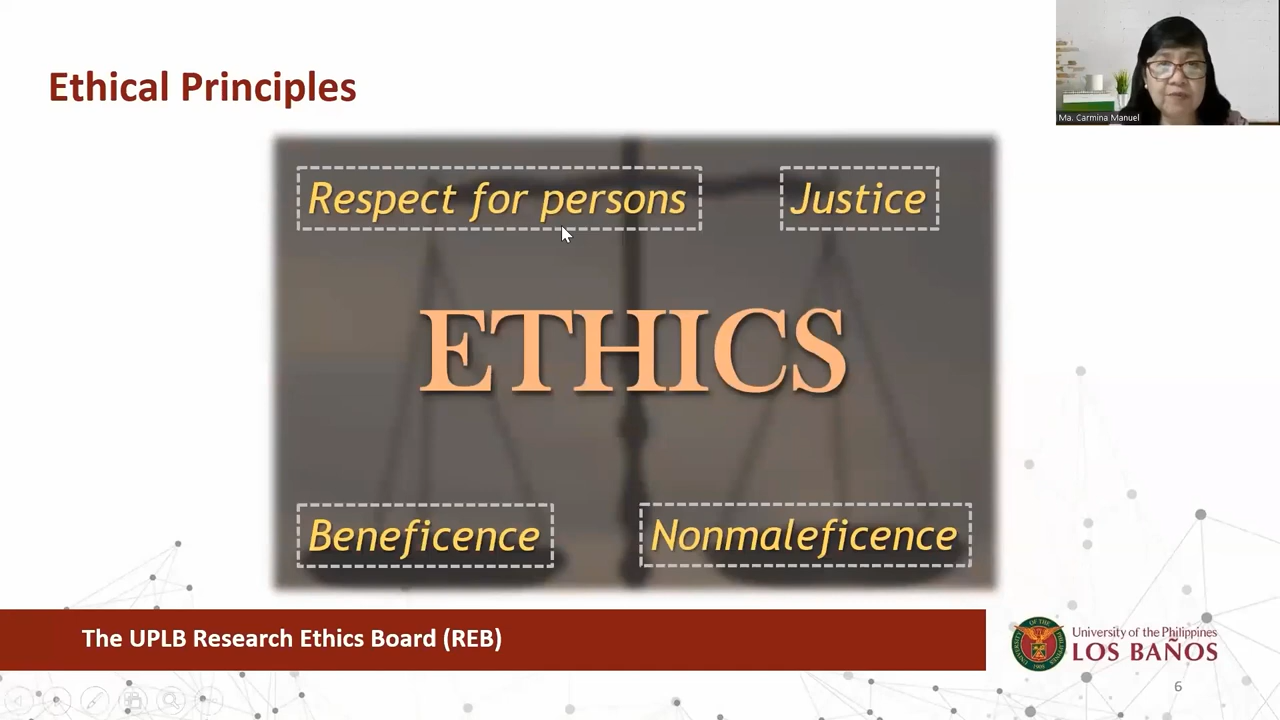 Ethical Principles
Ma. Carmina Manuel
Respect for persons
Justice
ETHICS
Beneficence
Nonmaleficence
The UPLB Research Ethics Board (REB)
University of the Philippines
LOS BAÑOS
6